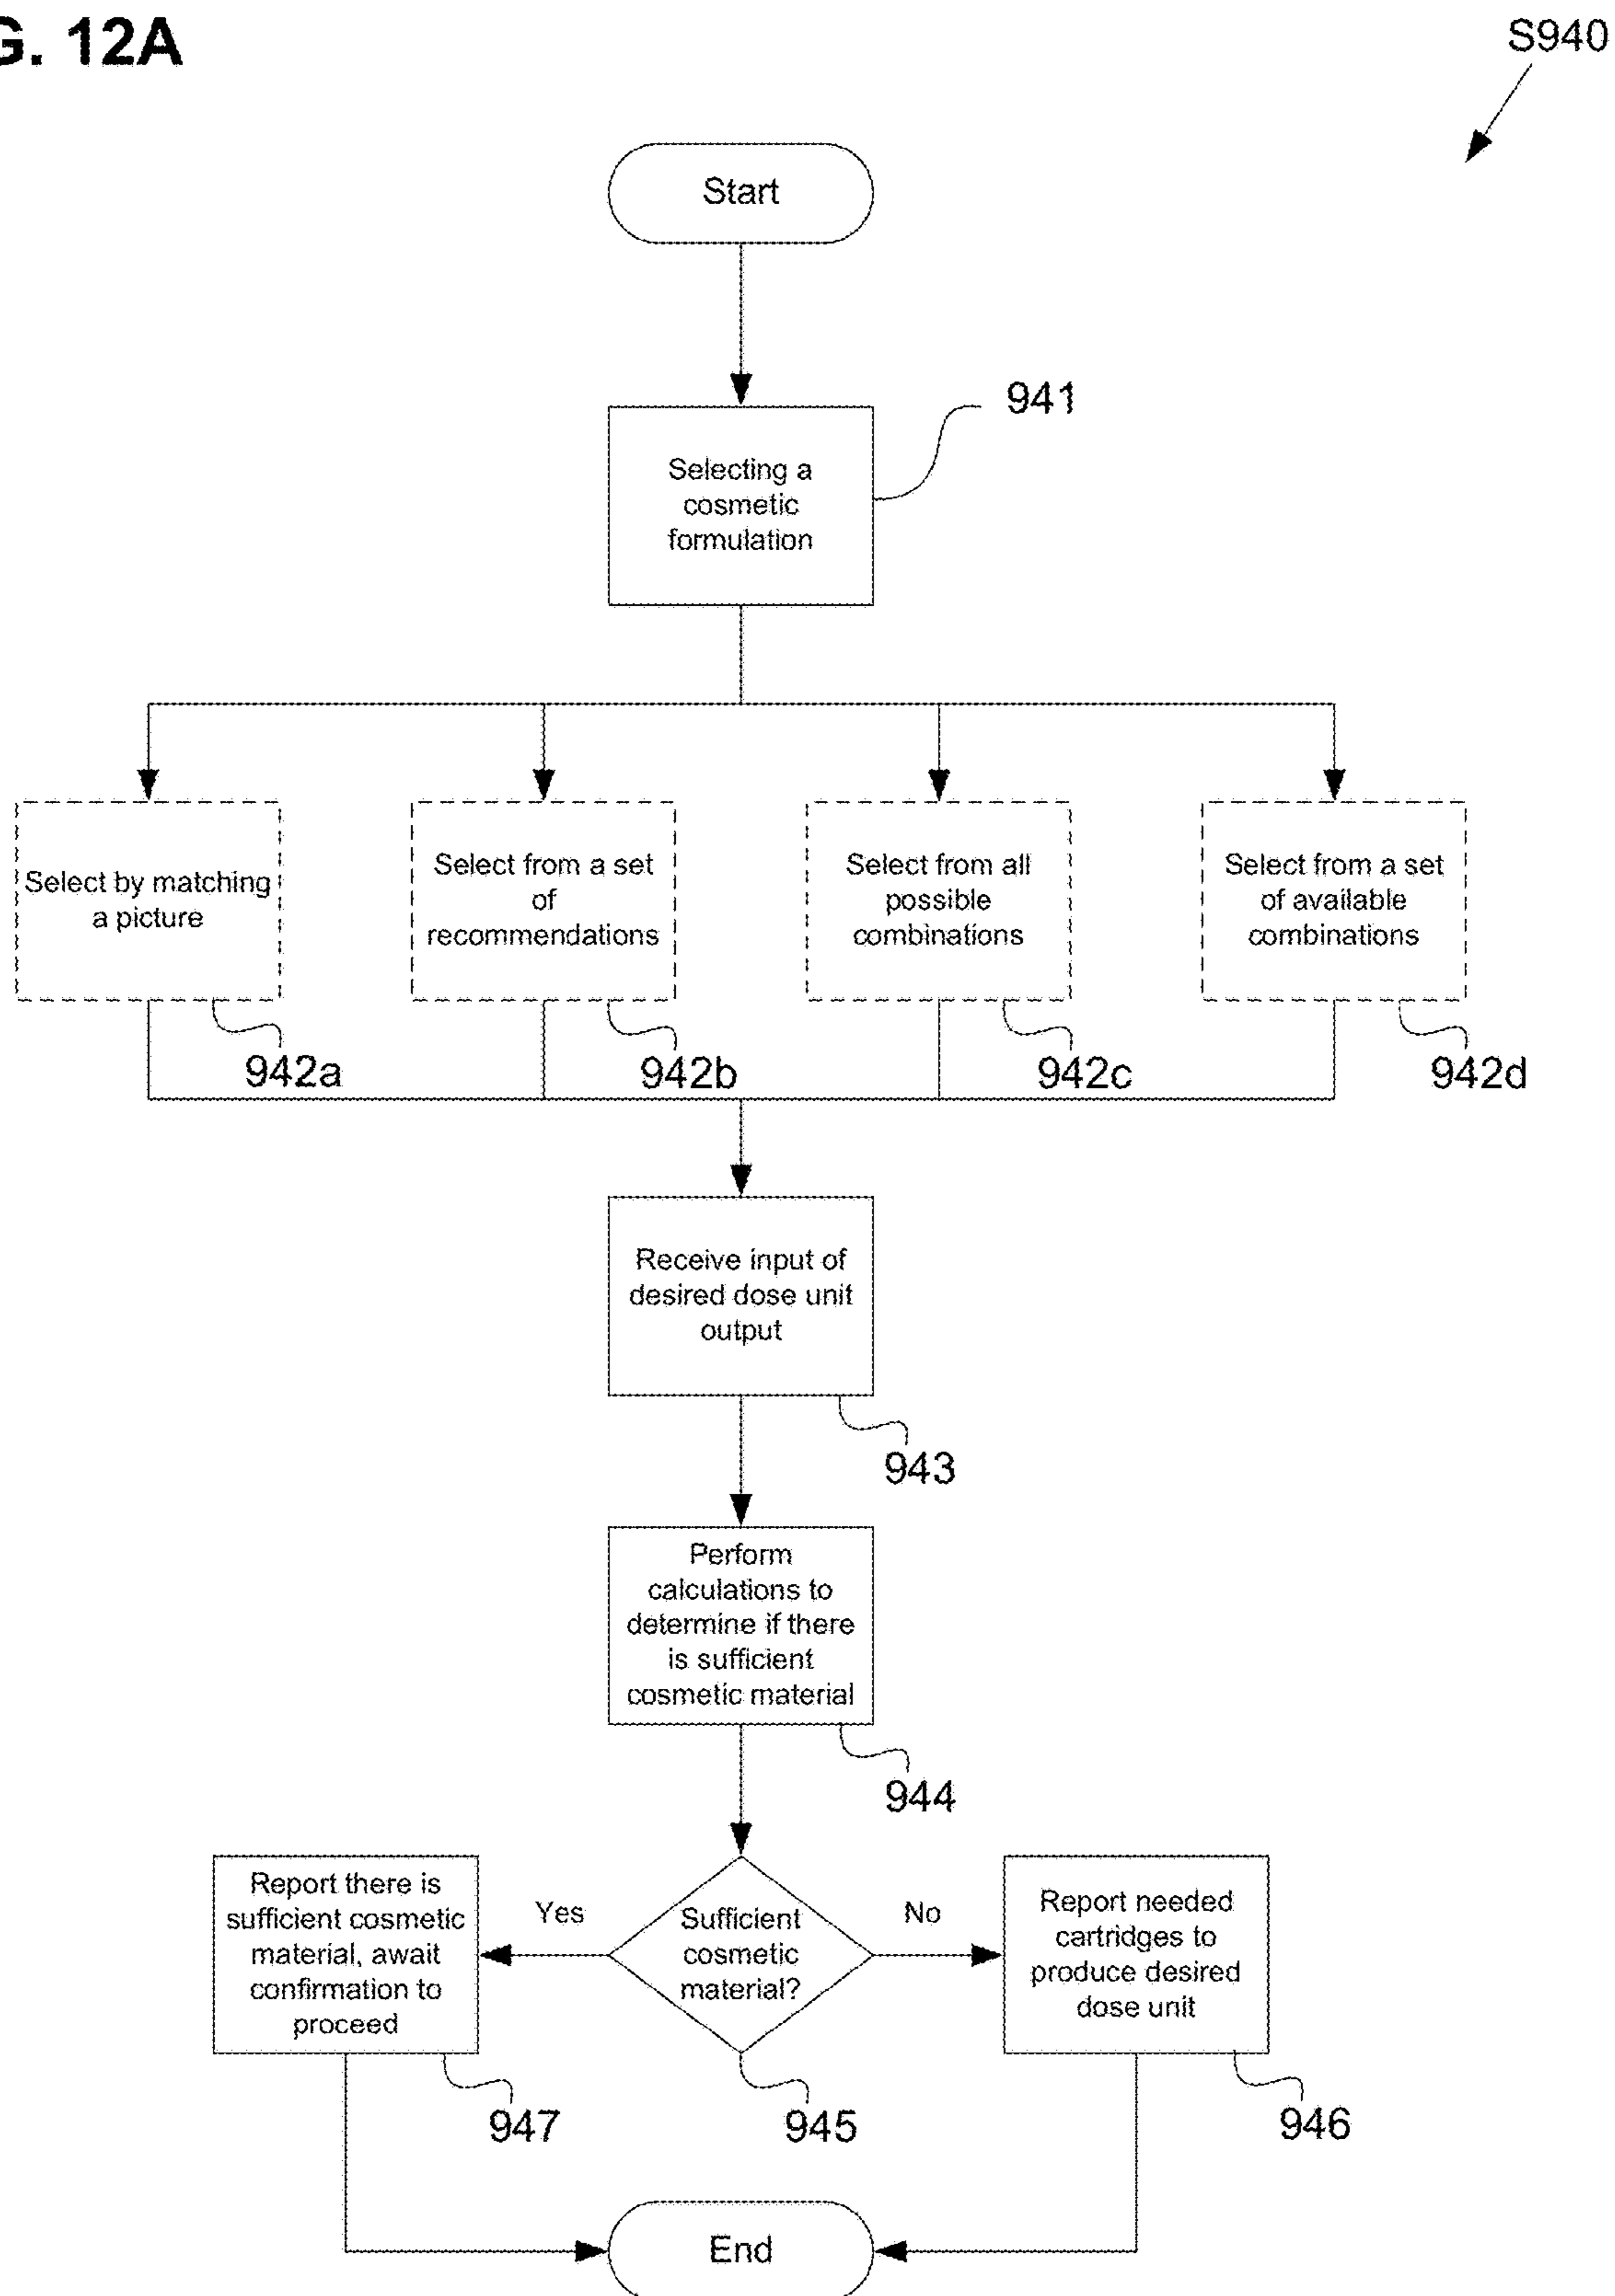 G. 12A
S940
Start
941
Selecting a
cosmetic
formulation
Select by matching
a picture
Select from a set
of
recommendations
Select from all
possible
combinations
Select from a set
of available
combinations
942a
942b
942c
942d
Receive input of
desired dose unit
output
943
Perform
calculations to
determine if there
is sufficient
cosmetic material
944
Report there is
sufficient cosmetic
material, await
confirmation to
proceed
Yes
Sufficient
cosmetic
material?
No
Report needed
cartridges to
produce desired
dose unit
947
945
946
End